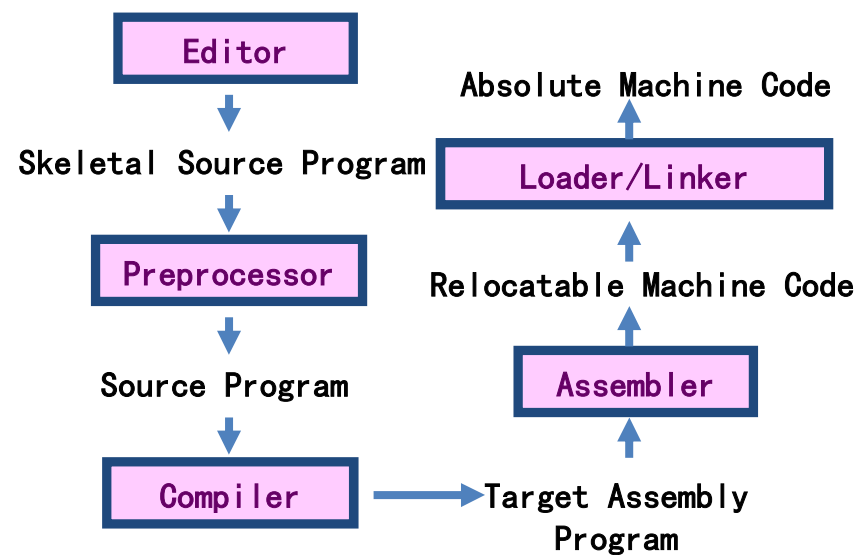 Editor
Skeletal Source Program
Preprocessor
Source Program
Compiler
Target Assembly
Program
Assembler
Relocatable Machine Code
Loader/Linker
Absolute Machine Code